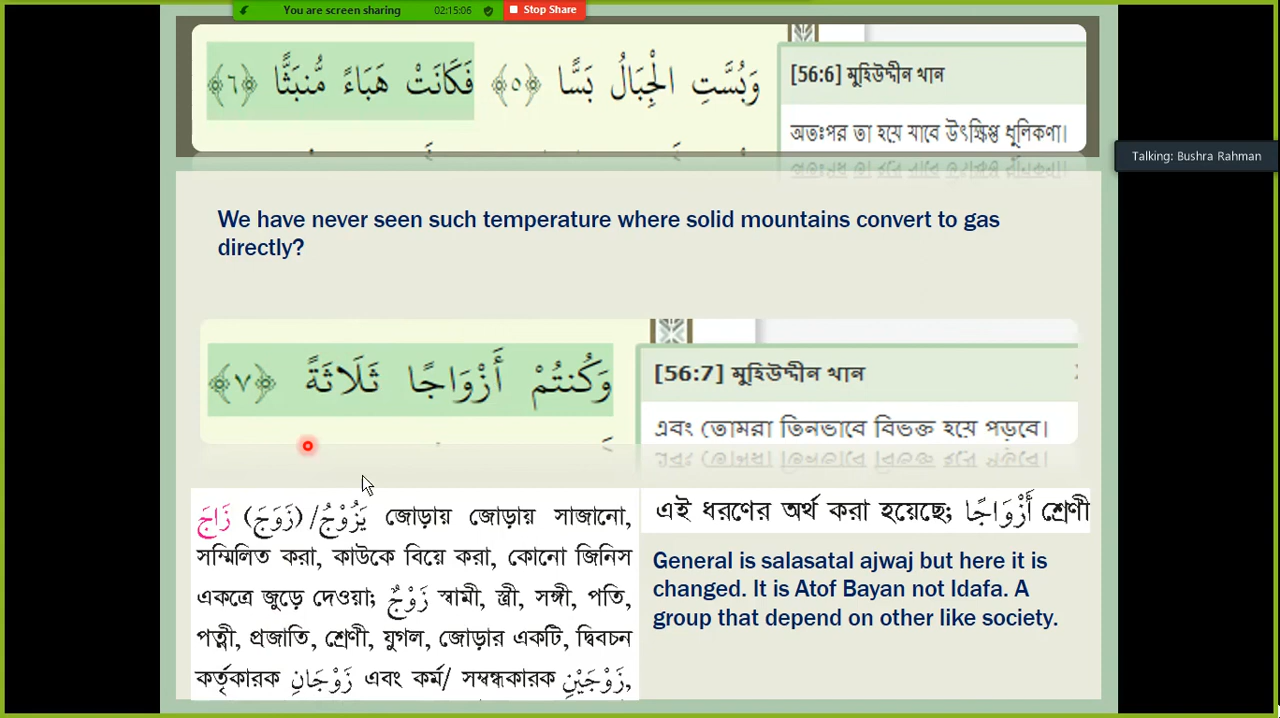 You are screen sharing 02:15:06 Stop Share
وَبُسَّتِ الْجِبَالُ بَسًّا ﴿٥﴾ فَكَانَتْ هَبَاءً مُّنبَثًّا ﴿٦﴾
[56:6] মুহিউদ্দীন খান
অতঃপর তা হয়ে যাবে উৎক্ষিপ্ত ধূলিকণা।
Talking: Bushra Rahman
We have never seen such temperature where solid mountains convert to gas
directly?
وَكُنتُمْ أَزْوَاجًا ثَلَاثَةً ﴿٧﴾
[56:7] মুহিউদ্দীন খান
এবং তোমরা তিনভাবে বিভক্ত হয়ে পড়বে।
زَاجَ (زَوَجَ) /يَزُوْجُ জোড়ায় জোড়ায় সাজানো,
সম্মিলিত করা, কাউকে বিয়ে করা, কোনো জিনিস
একত্রে জুড়ে দেওয়া; زَوْجٌ স্বামী, স্ত্রী, সঙ্গী, পতি,
পত্নী, প্রজাতি, শ্রেণী, যুগল, জোড়ার একটি, দ্বিবচন
কর্তৃকারক زَوْجَانِ এবং কর্ম/ সম্বন্ধকারক زَوْجَيْنِ,
এই ধরণের অর্থ করা হয়েছে; أَزْوَاجًا শ্রেণী
General is salasatal ajwaj but here it is
changed. It is Atof Bayan not Idafa. A
group that depend on other like society.